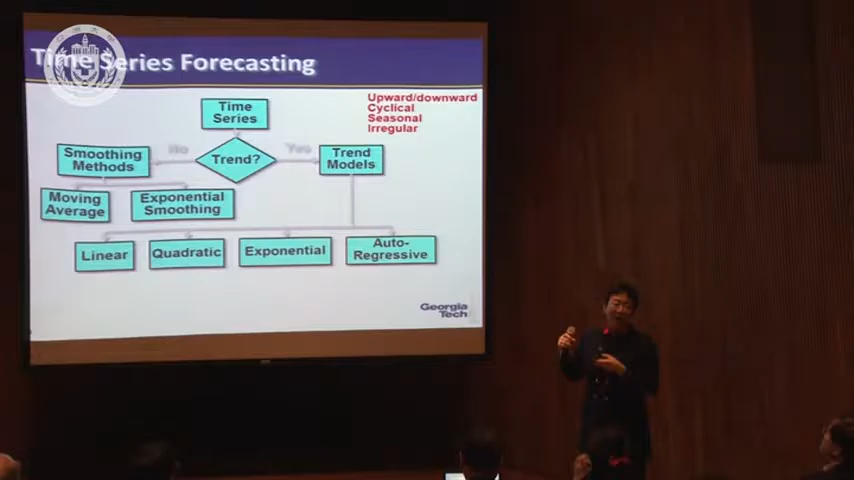 Time Series Forecasting
Upward/downward
Cyclical
Seasonal
Irregular
Time
Series
Smoothing
Methods
No
Trend?
Yes
Trend
Models
Moving
Average
Exponential
Smoothing
Linear
Quadratic
Exponential
Auto-
Regressive
Georgia
Tech